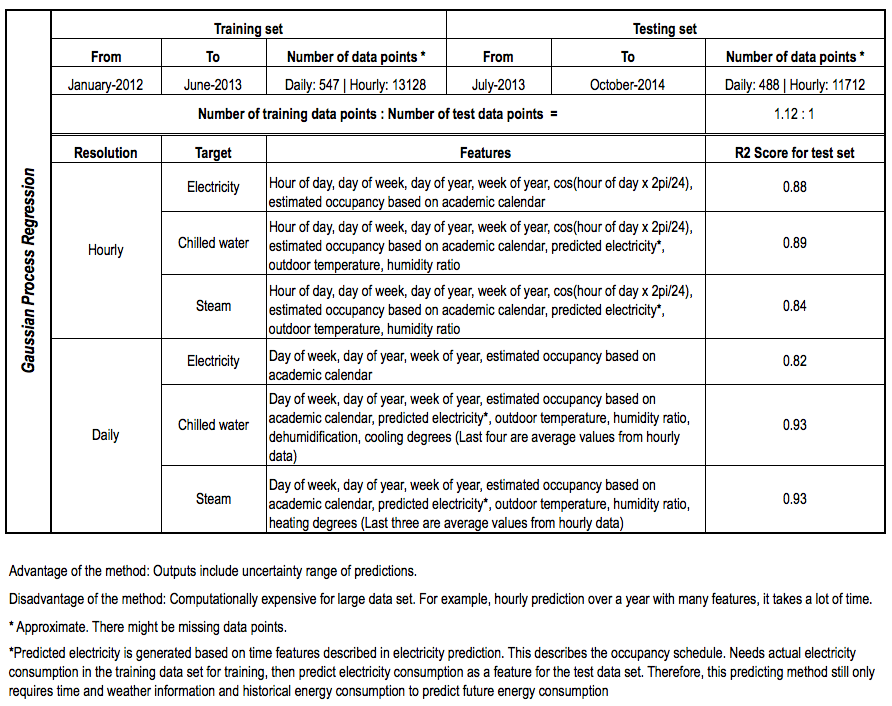 Training set
Testing set
From
To
Number of data points *
From
To
Number of data points *
January-2012
June-2013
Daily: 547 | Hourly: 13128
July-2013
October-2014
Daily: 488 | Hourly: 11712
Number of training data points : Number of test data points =
1.12 : 1
Gaussian Process Regression
Resolution
Target
Features
R2 Score for test set
Hourly
Electricity
Hour of day, day of week, day of year, week of year, cos(hour of day x 2pi/24),
estimated occupancy based on academic calendar
0.88
Chilled water
Hour of day, day of week, day of year, week of year, cos(hour of day x 2pi/24),
estimated occupancy based on academic calendar, predicted electricity*,
outdoor temperature, humidity ratio
0.89
Steam
Hour of day, day of week, day of year, week of year, cos(hour of day x 2pi/24),
estimated occupancy based on academic calendar, predicted electricity*,
outdoor temperature, humidity ratio
0.84
Daily
Electricity
Day of week, day of year, week of year, estimated occupancy based on
academic calendar
0.82
Chilled water
Day of week, day of year, week of year, estimated occupancy based on
academic calendar, predicted electricity*, outdoor temperature, humidity ratio,
dehumidification, cooling degrees (Last four are average values from hourly
data)
0.93
Steam
Day of week, day of year, week of year, estimated occupancy based on
academic calendar, predicted electricity*, outdoor temperature, humidity ratio,
heating degrees (Last three are average values from hourly data)
0.93
Advantage of the method: Outputs include uncertainty range of predictions.
Disadvantage of the method: Computationally expensive for large data set. For example, hourly prediction over a year with many features, it takes a lot of time.
* Approximate. There might be missing data points.
*Predicted electricity is generated based on time features described in electricity prediction. This describes the occupancy schedule. Needs actual electricity
consumption in the training data set for training, then predict electricity consumption as a feature for the test data set. Therefore, this predicting method still only
requires time and weather information and historical energy consumption to predict future energy consumption